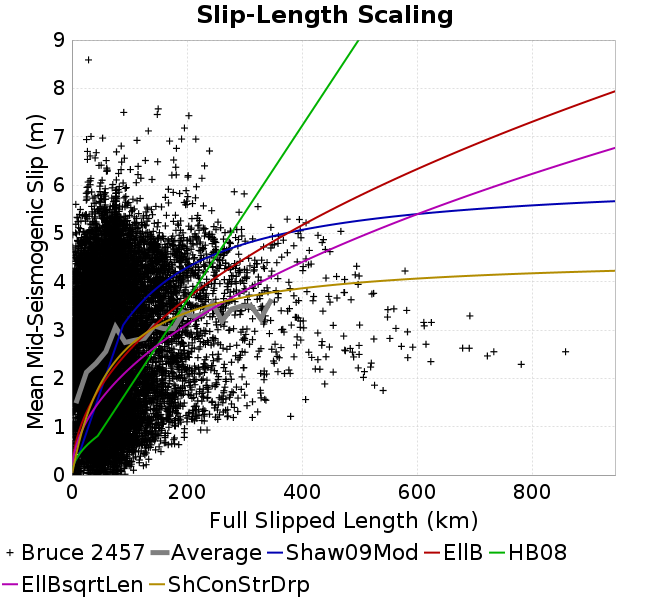 Slip-Length Scaling
Mean Mid-Seismogenic Slip (m)
9
8
7
6
5
4
3
2
1
0
0 200 400 600 800
Full Slipped Length (km)
Bruce 2457 Average Shaw09Mod EllB HB08
EllBsqrtLen ShConStrDrp